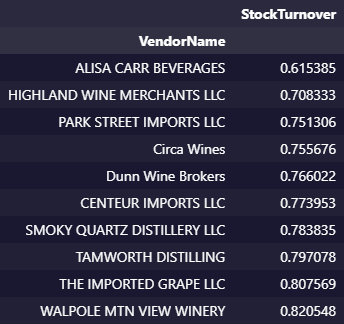 StockTurnover
VendorName
ALISA CARR BEVERAGES 0.615385
HIGHLAND WINE MERCHANTS LLC 0.708333
PARK STREET IMPORTS LLC 0.751306
Circa Wines 0.755676
Dunn Wine Brokers 0.766022
CENTEUR IMPORTS LLC 0.773953
SMOKY QUARTZ DISTILLERY LLC 0.783835
TAMWORTH DISTILLING 0.797078
THE IMPORTED GRAPE LLC 0.807569
WALPOLE MTN VIEW WINERY 0.820548